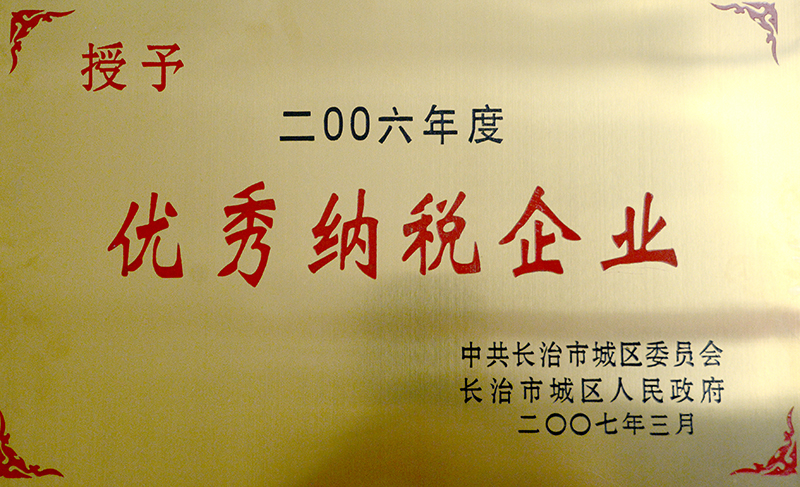 授予
二00六年度
优秀纳税企业
中共长治市城区委员会
长治市城区人民政府
二〇〇七年三月